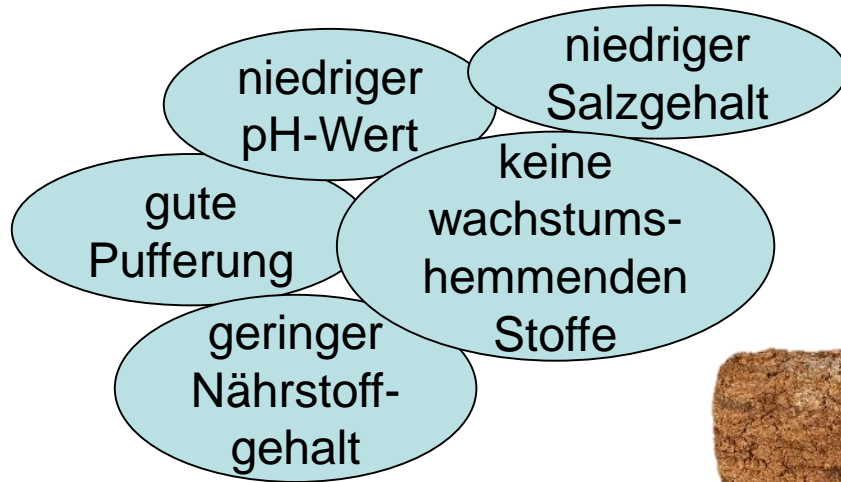 niedriger
pH-Wert
niedriger
Salzgehalt
gute
Pufferung
keine
wachstums-
hemmenden
Stoffe
geringer
Nährstoff-
gehalt